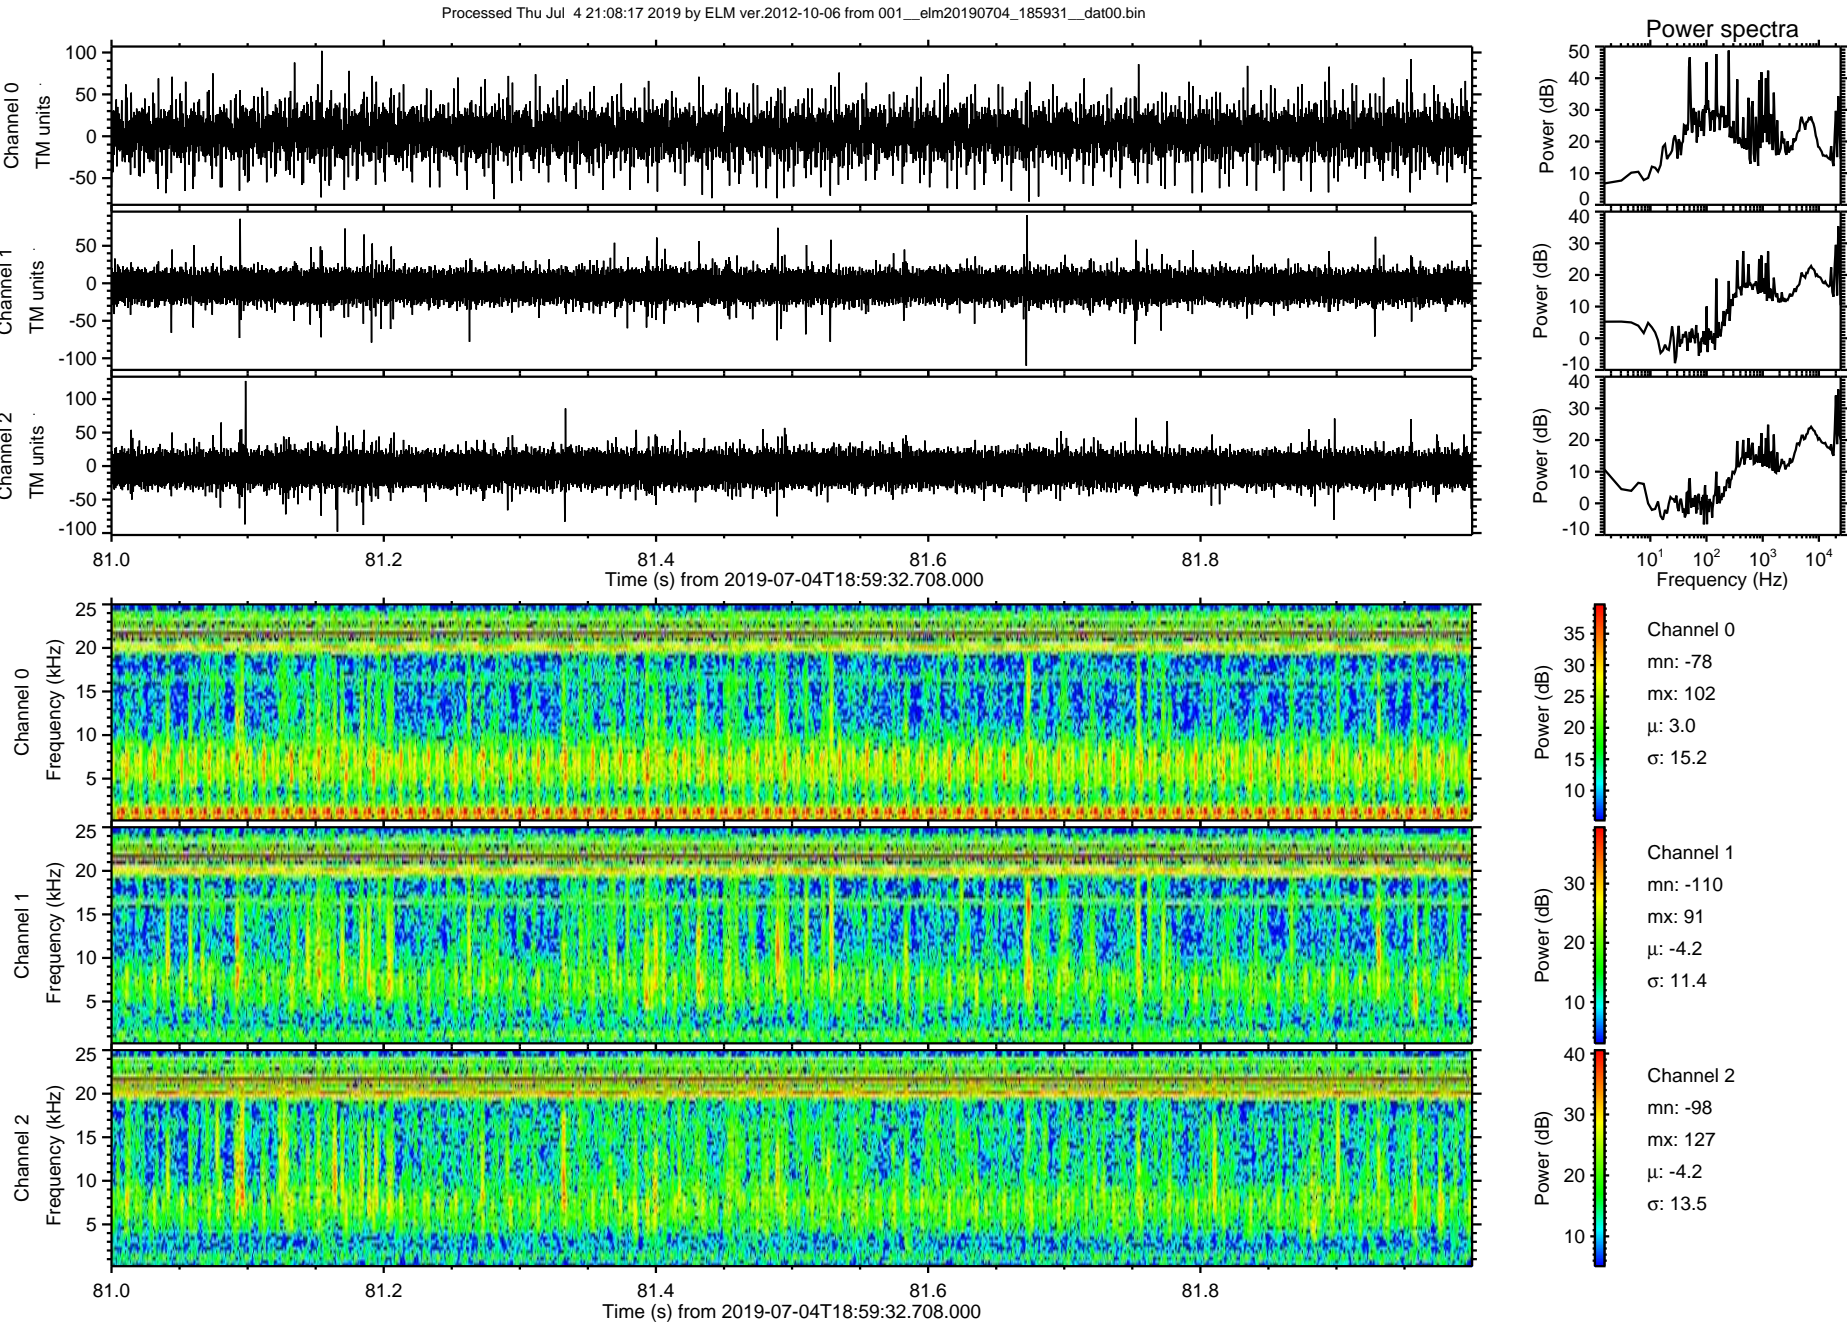 Processed Thu Jul  4 21:08:17 2019 by ELM ver.2012-10-06 from 001__elm20190704_185931__dat00.bin
Power spectra
Channel 0
TM units
100
50
0
-50
Power (dB)
50
40
30
20
10
0
Channel 1
TM units
50
0
-50
-100
Power (dB)
40
30
20
10
0
-10
Channel 2
TM units
100
50
0
-50
-100
Power (dB)
40
30
20
10
0
-10
81.0 81.2 81.4 81.6 81.8
Time (s) from 2019-07-04T18:59:32.708.000
10¹ 10² 10³ 10⁴
Frequency (Hz)
Channel 0
Frequency (kHz)
25
20
15
10
5
Power (dB)
35
30
25
20
15
10
Channel 0
mn: -78
mx: 102
μ: 3.0
σ: 15.2
Channel 1
Frequency (kHz)
25
20
15
10
5
Power (dB)
30
20
10
Channel 1
mn: -110
mx: 91
μ: -4.2
σ: 11.4
Channel 2
Frequency (kHz)
25
20
15
10
5
Power (dB)
40
30
20
10
Channel 2
mn: -98
mx: 127
μ: -4.2
σ: 13.5
81.0 81.2 81.4 81.6 81.8
Time (s) from 2019-07-04T18:59:32.708.000